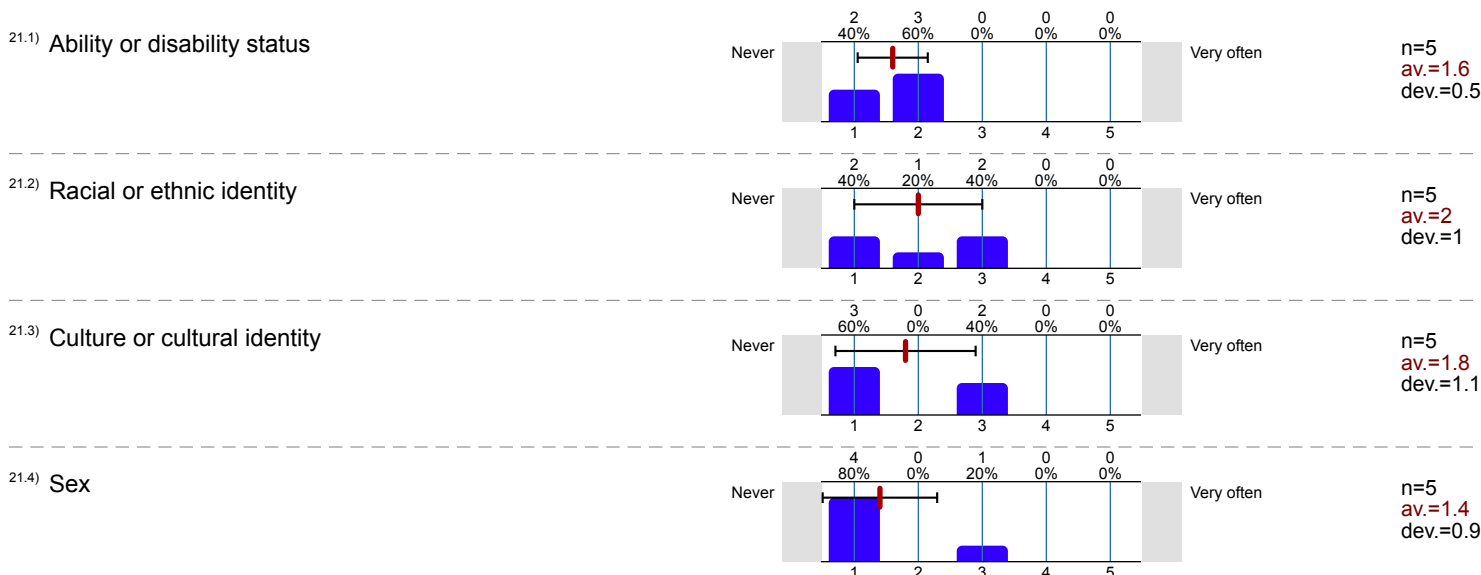 2 3 0 0 0
21.1) Ability or disability status 40% 60% 0% 0% 0% n=5
Never Very often av.=1.6
dev.=0.5
1 2 3 4 5
2 1 2 0 0
21.2) Racial or ethnic identity 40% 20% 40% 0% 0% n=5
Never Very often av.=2
dev.=1
1 2 3 4 5
3 0 2 0 0
21.3) Culture or cultural identity 60% 0% 40% 0% 0% n=5
Never Very often av.=1.8
dev.=1.1
1 2 3 4 5
4 0 1 0 0
21.4) Sex 80% 0% 20% 0% 0% n=5
Never Very often av.=1.4
dev.=0.9
1 2 3 4 5